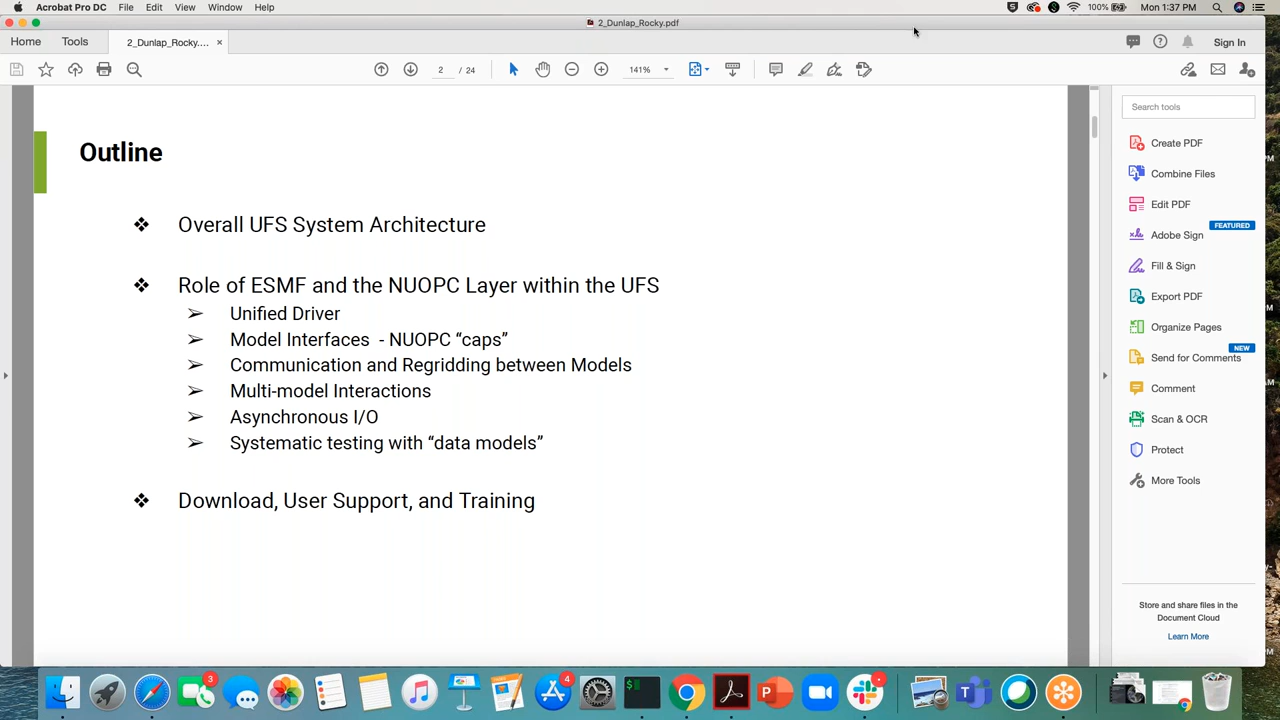 Acrobat Pro DC File Edit View Window Help 100% Mon 1:37 PM
2_Dunlap_Rocky.pdf
Home Tools 2_Dunlap_Rocky.... × Sign In
2 / 24 141%
Search tools
Outline
❖ Overall UFS System Architecture
❖ Role of ESMF and the NUOPC Layer within the UFS
➢ Unified Driver
➢ Model Interfaces - NUOPC “caps”
➢ Communication and Regridding between Models
➢ Multi-model Interactions
➢ Asynchronous I/O
➢ Systematic testing with “data models”
❖ Download, User Support, and Training
Create PDF
Combine Files
Edit PDF
FEATURED
Adobe Sign
Fill & Sign
Export PDF
Organize Pages
NEW
Send for Comments
Comment
Scan & OCR
Protect
More Tools
Store and share files in the
Document Cloud
Learn More
3
4